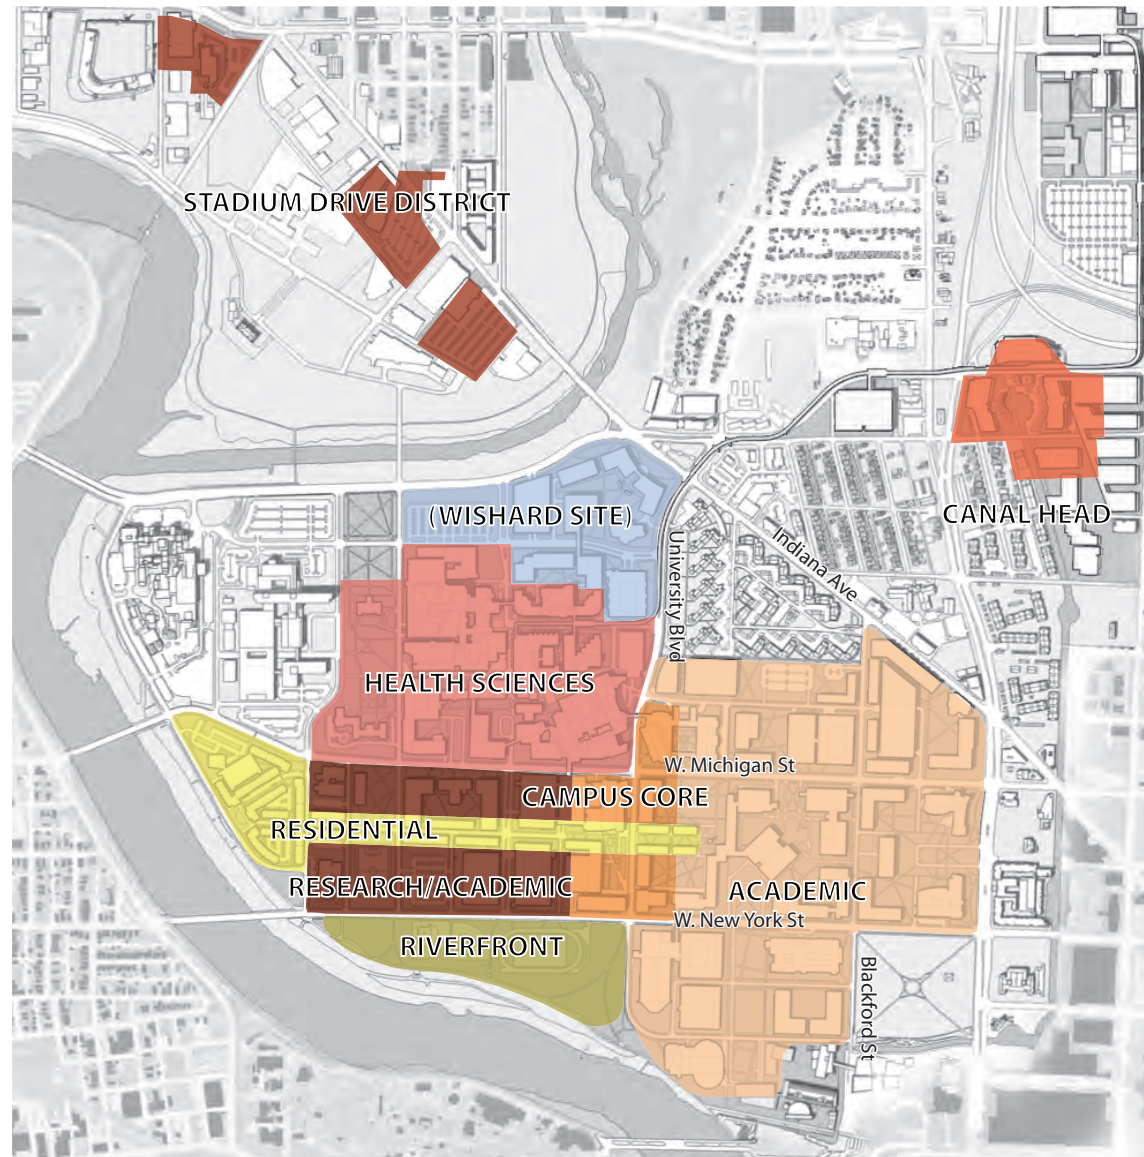 STADIUM DRIVE DISTRICT
(WISHARD SITE)
CANAL HEAD
University Blvd
Indiana Ave
HEALTH SCIENCES
W. Michigan St
CAMPUS CORE
RESIDENTIAL
RESEARCH/ACADEMIC
ACADEMIC
W. New York St
RIVERFRONT
Blackford St